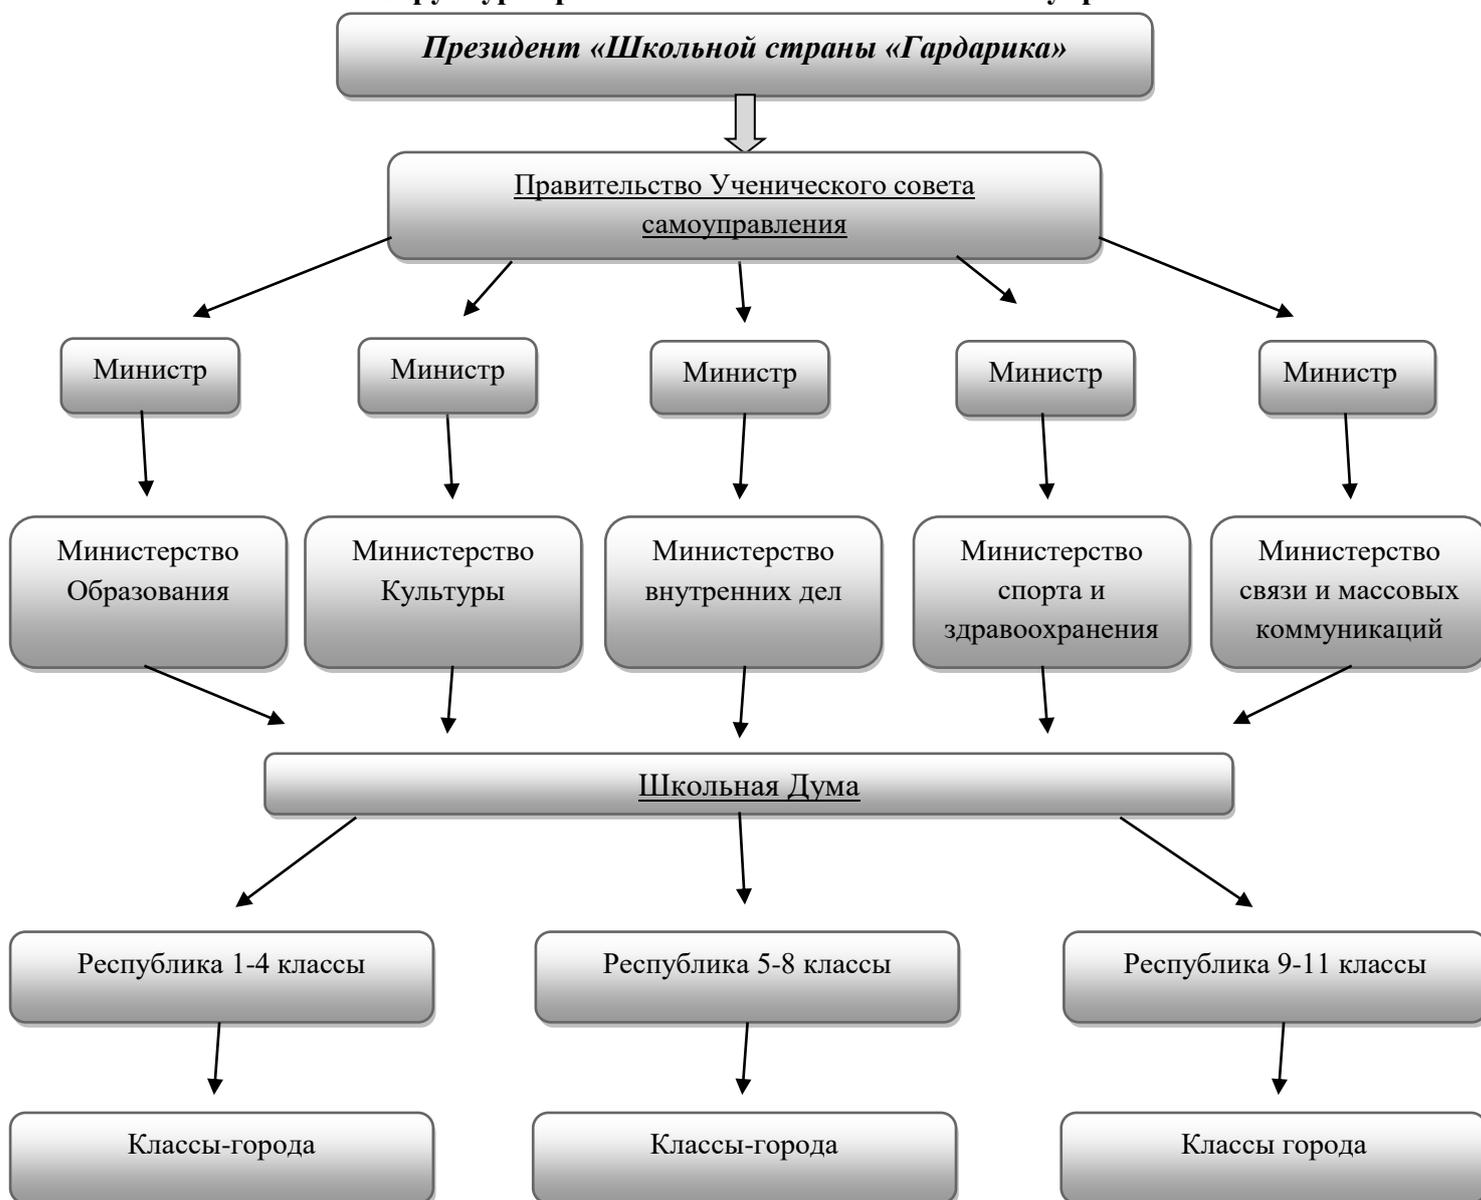 Президент «Школьной страны «Гардарика»
Правительство Ученического совета
самоуправления
Министр
Министр
Министр
Министр
Министр
Министерство
Образования
Министерство
Культуры
Министерство
внутренних дел
Министерство
спорта и
здравоохранения
Министерство
связи и массовых
коммуникаций
Школьная Дума
Республика 1-4 классы
Республика 5-8 классы
Республика 9-11 классы
Классы-города
Классы-города
Классы города